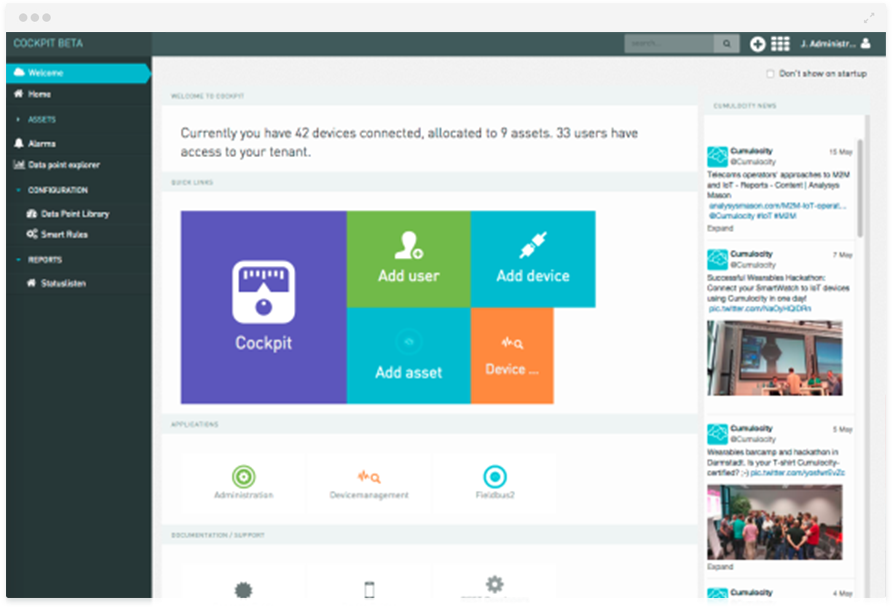 COCKPIT BETA
search...
J. Administr...
Welcome
Home
ASSETS
Alarms
Data point explorer
CONFIGURATION
Data Point Library
Smart Rules
REPORTS
Statuslisten
Don't show on startup
WELCOME TO COCKPIT
Currently you have 42 devices connected, allocated to 9 assets. 33 users have
access to your tenant.
QUICK LINKS
Cockpit
Add user
Add device
Add asset
Device ...
APPLICATIONS
Administration
Devicemanagement
Fieldbus2
DOCUMENTATION / SUPPORT
CUMULOCITY NEWS
Cumulocity 15 May
@Cumulocity
Telecoms operators' approaches to M2M
and IoT - Reports - Content | Analysys
Mason
analysysmason.com/M2M-IoT-operat...
@Cumulocity #IoT #M2M
Expand
Cumulocity 7 May
@Cumulocity
Successful Wearables Hackathon:
Connect your SmartWatch to IoT devices
using Cumulocity in one day!
pic.twitter.com/NaOyHQiDRn
Cumulocity 5 May
@Cumulocity
Wearables barcamp and hackathon in
Darmstadt. Is your T-shirt Cumulocity-
certified? ;-)
Expand
Cumulocity 4 May